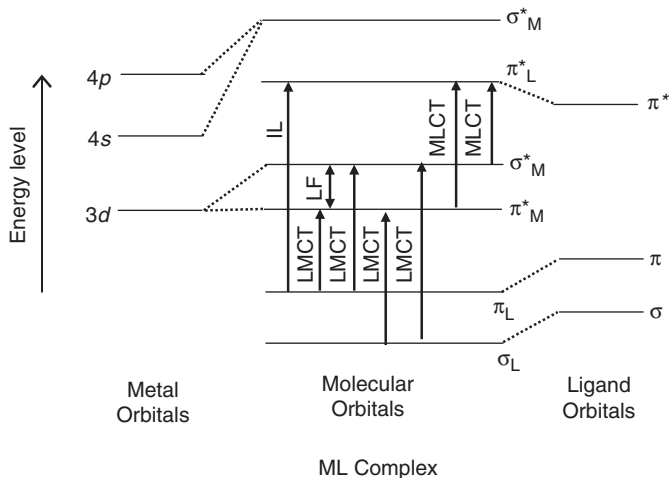 σ*M
4p
π*L
π*
4s
IL
MLCT
MLCT
Energy level
σ*M
LF
3d
π*M
LMCT
LMCT
LMCT
LMCT
π
πL
σ
σL
Metal
Orbitals
Molecular
Orbitals
Ligand
Orbitals
ML Complex